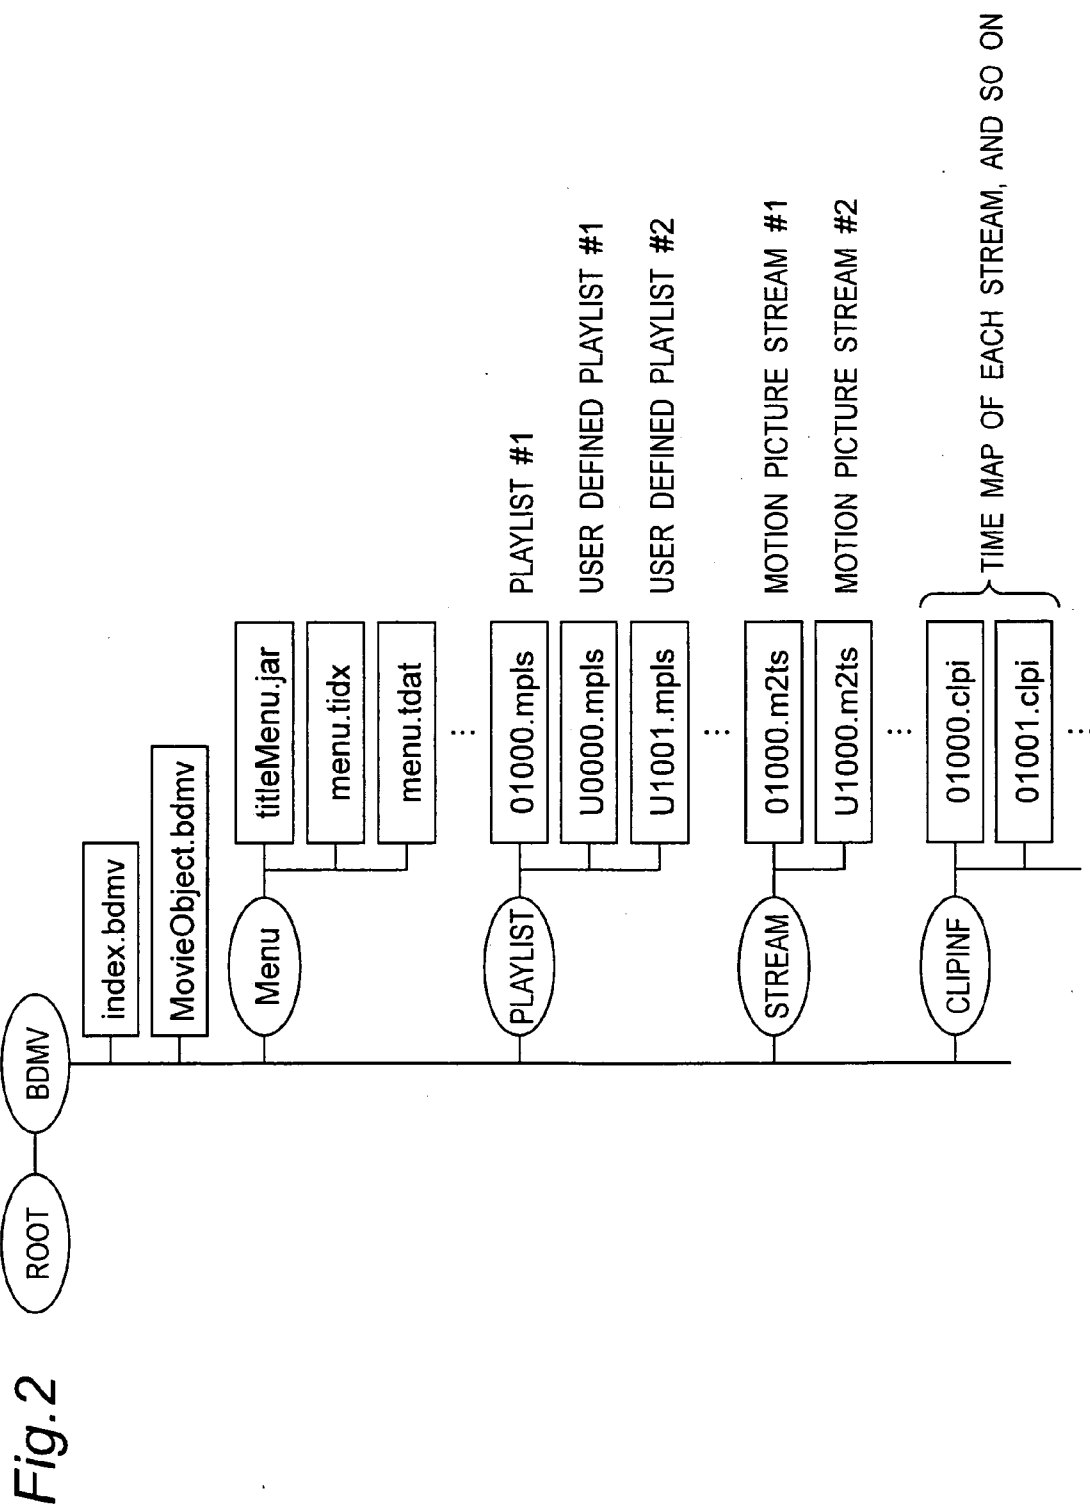 Fig.2
ROOT
BDMV
index.bdmv
MovieObject.bdmv
Menu
titleMenu.jar
menu.tidx
menu.tdat
...
PLAYLIST
01000.mpls PLAYLIST #1
U0000.mpls USER DEFINED PLAYLIST #1
U1001.mpls USER DEFINED PLAYLIST #2
...
STREAM
01000.m2ts MOTION PICTURE STREAM #1
U1000.m2ts MOTION PICTURE STREAM #2
...
CLIPINF
01000.clpi
01001.clpi
TIME MAP OF EACH STREAM, AND SO ON
...